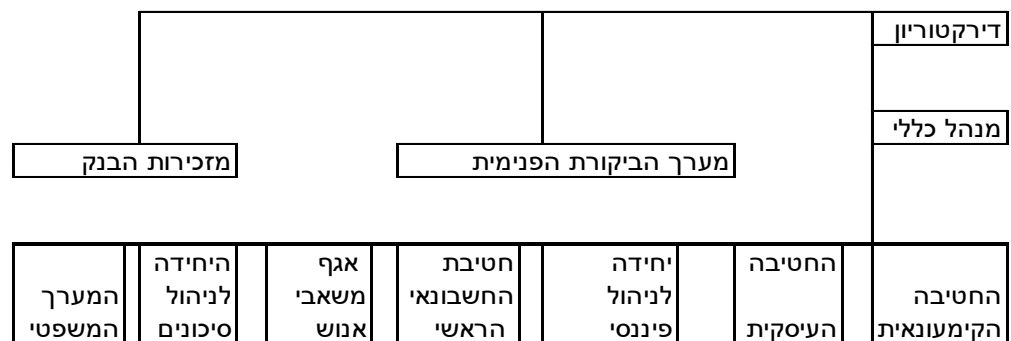 דירקטוריון
מנהל כללי
מערך הביקורת הפנימית
מזכירות הבנק
החטיבה
הקימעונאית
החטיבה
העיסקית
יחידה
לניהול
פיננסי
חטיבת
החשבונאי
הראשי
אגף
משאבי
אנוש
היחידה
לניהול
סיכונים
המערך
המשפטי